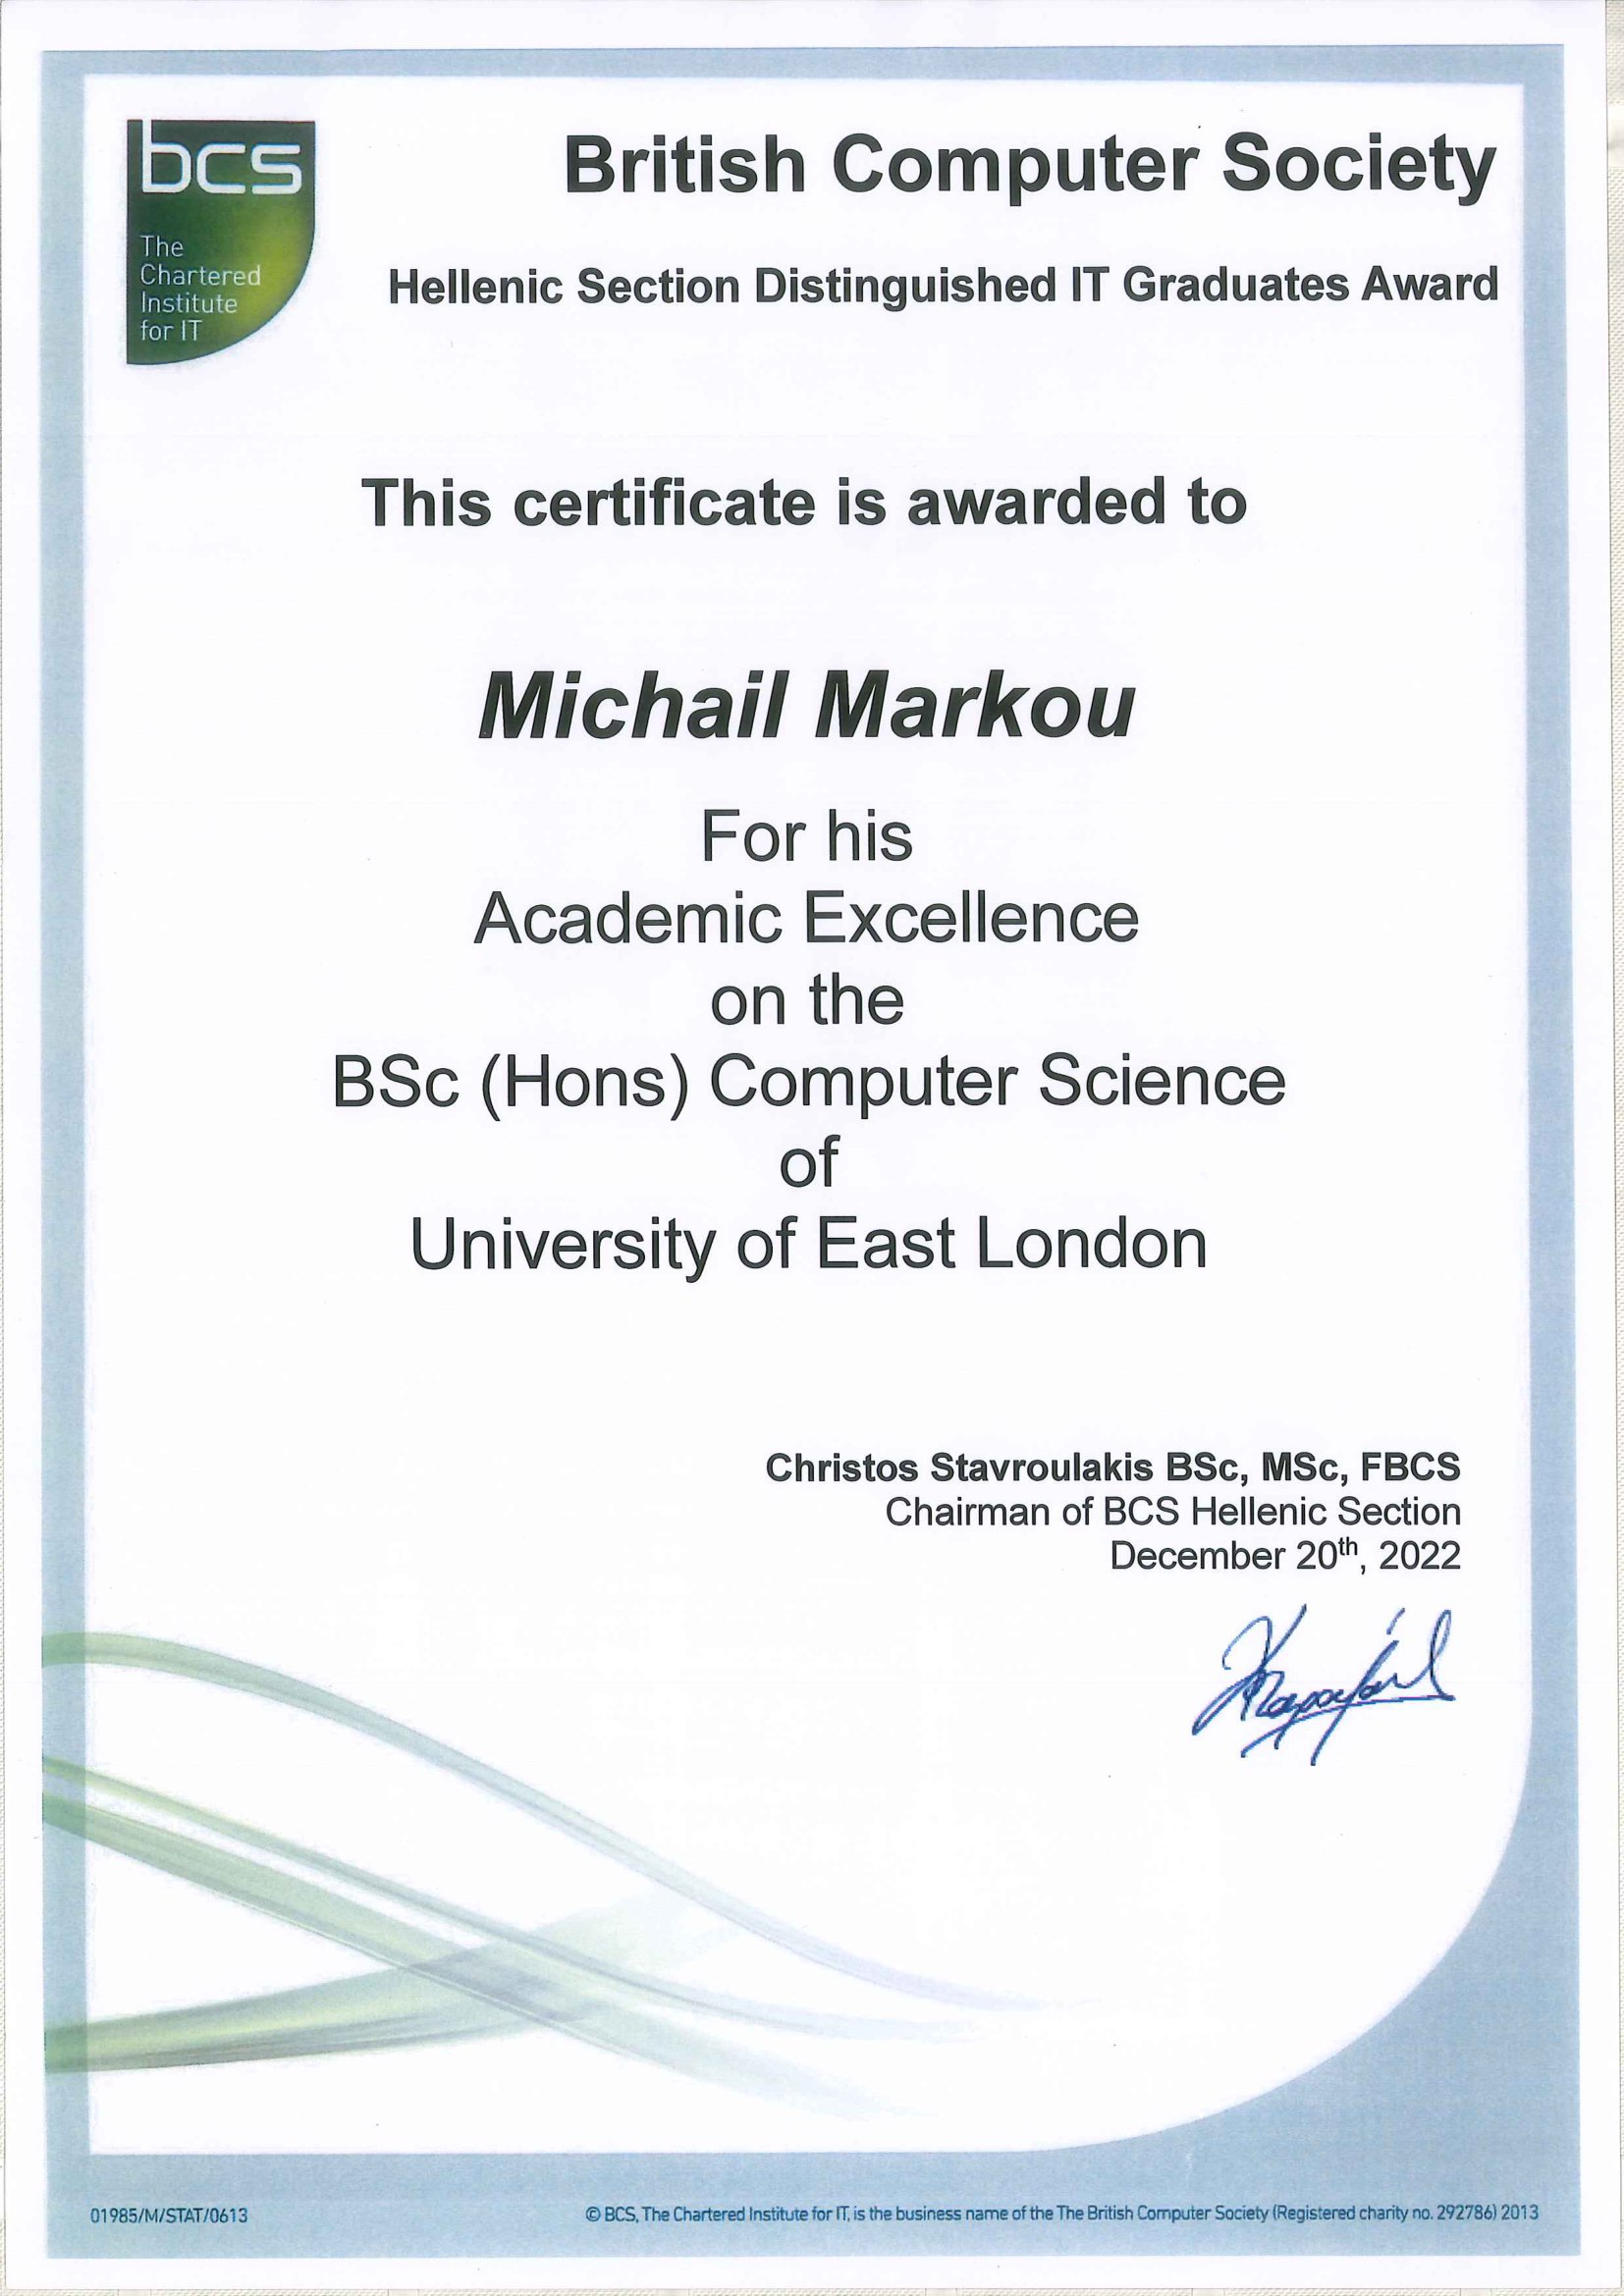 bcs
The
Chartered
Institute
for IT
British Computer Society
Hellenic Section Distinguished IT Graduates Award
This certificate is awarded to
Michail Markou
For his
Academic Excellence
on the
BSc (Hons) Computer Science
of
University of East London
Christos Stavroulakis BSc, MSc, FBCS
Chairman of BCS Hellenic Section
December 20th, 2022
01985/M/STAT/0613
© BCS, The Chartered Institute for IT, is the business name of the The British Computer Society (Registered charity no. 292786) 2013